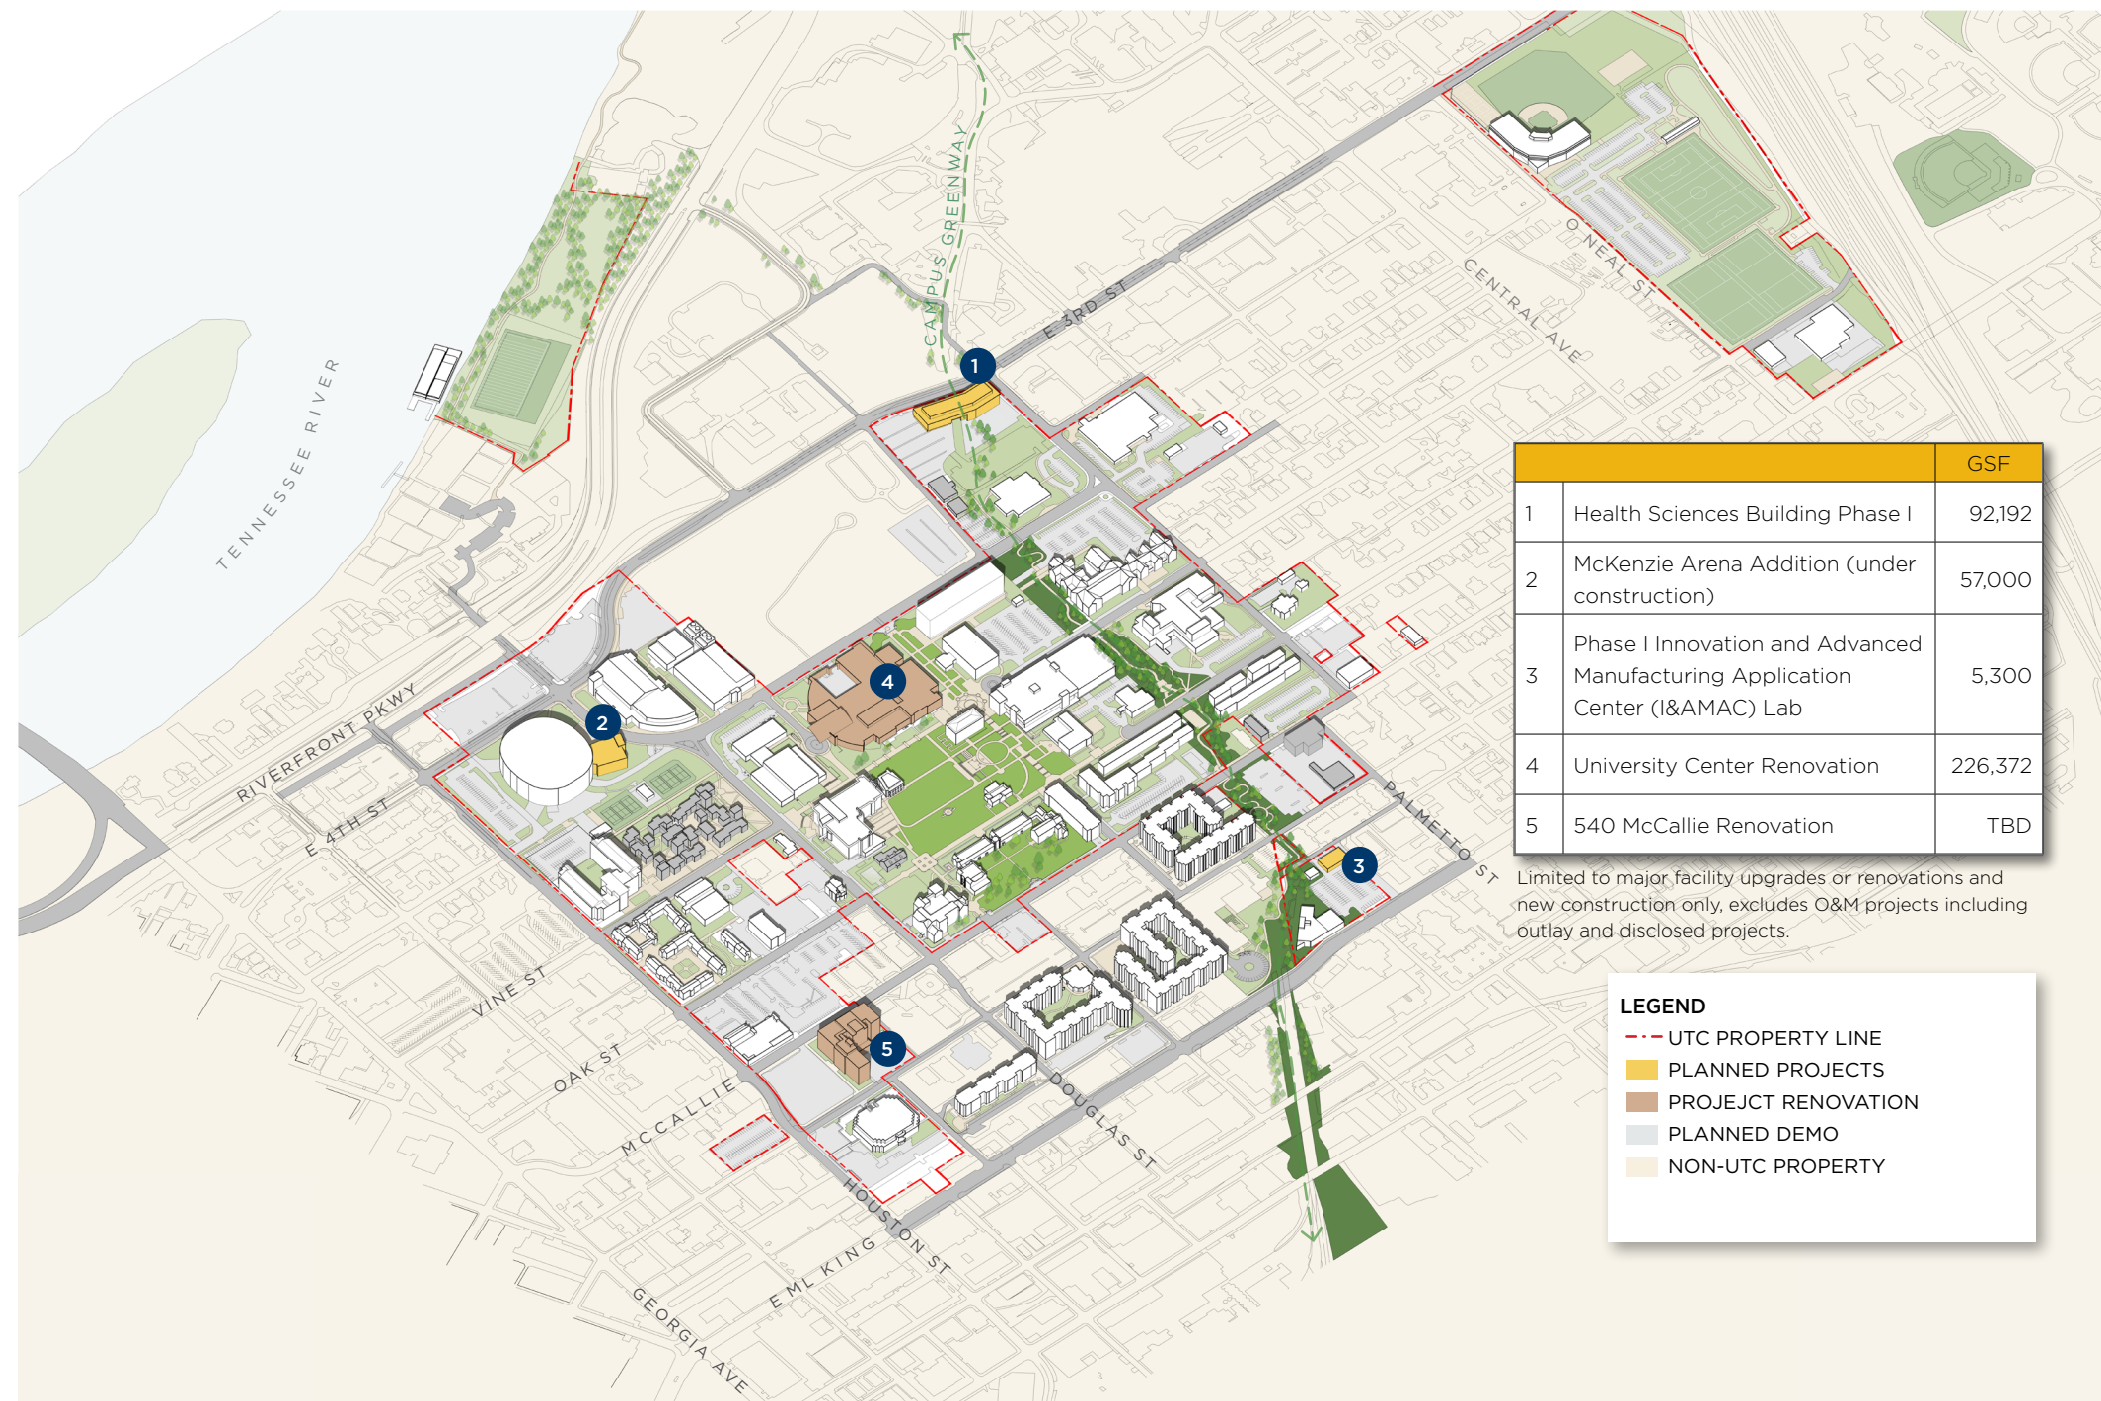 CAMPUS GREENWAY
E 3RD ST
O NEAL ST
CENTRAL AVE
TENNESSEE RIVER
RIVERFRONT PKWY
E 4TH ST
VINE ST
OAK ST
MCCALLIE
PALMETTO ST
DOUGLAS ST
HOUSTON ST
E ML KING
GEORGIA AVE
1
2
3
4
5
GSF
1 Health Sciences Building Phase I 92,192
2 McKenzie Arena Addition (under
construction) 57,000
3 Phase I Innovation and Advanced
Manufacturing Application
Center (I&AMAC) Lab 5,300
4 University Center Renovation 226,372
5 540 McCallie Renovation TBD
Limited to major facility upgrades or renovations and
new construction only, excludes O&M projects including
outlay and disclosed projects.
LEGEND
UTC PROPERTY LINE
PLANNED PROJECTS
PROJEJCT RENOVATION
PLANNED DEMO
NON-UTC PROPERTY